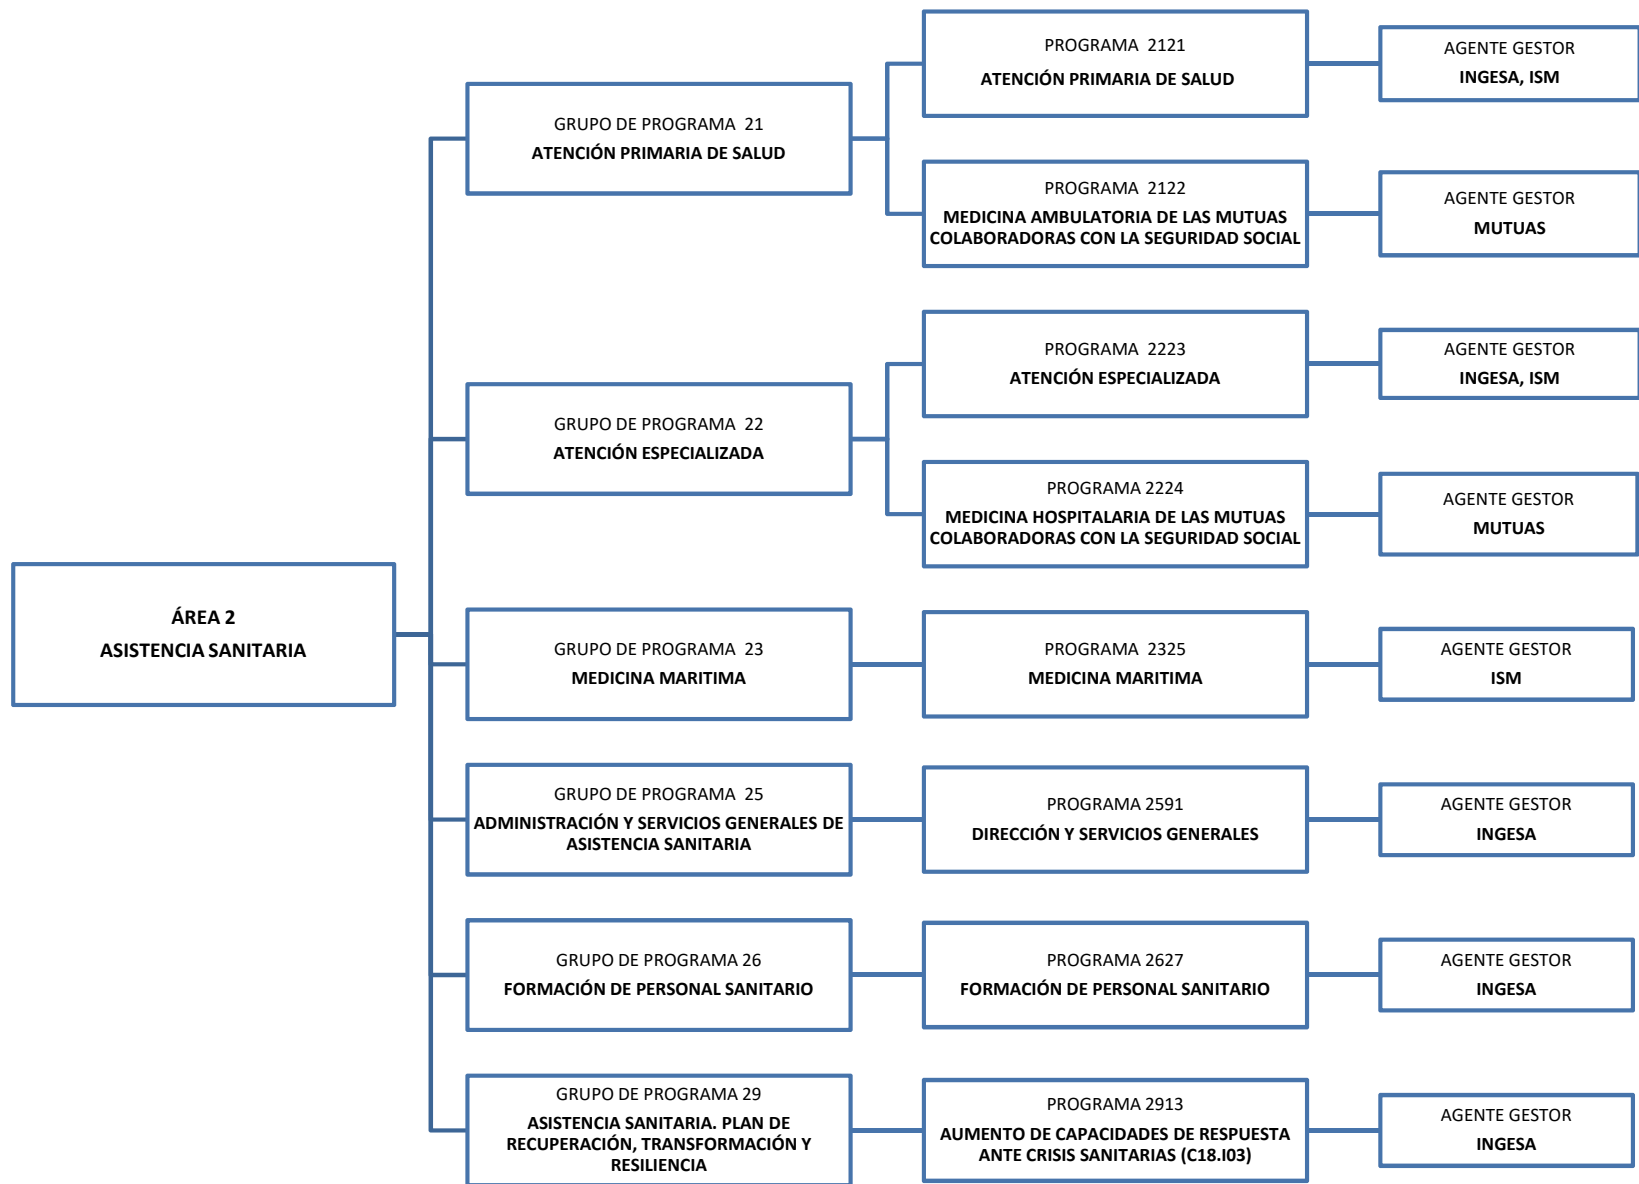 ÁREA 2
ASISTENCIA SANITARIA
GRUPO DE PROGRAMA 21
ATENCIÓN PRIMARIA DE SALUD
PROGRAMA 2121
ATENCIÓN PRIMARIA DE SALUD
AGENTE GESTOR
INGESA, ISM
PROGRAMA 2122
MEDICINA AMBULATORIA DE LAS MUTUAS
COLABORADORAS CON LA SEGURIDAD SOCIAL
AGENTE GESTOR
MUTUAS
GRUPO DE PROGRAMA 22
ATENCIÓN ESPECIALIZADA
PROGRAMA 2223
ATENCIÓN ESPECIALIZADA
AGENTE GESTOR
INGESA, ISM
PROGRAMA 2224
MEDICINA HOSPITALARIA DE LAS MUTUAS
COLABORADORAS CON LA SEGURIDAD SOCIAL
AGENTE GESTOR
MUTUAS
GRUPO DE PROGRAMA 23
MEDICINA MARITIMA
PROGRAMA 2325
MEDICINA MARITIMA
AGENTE GESTOR
ISM
GRUPO DE PROGRAMA 25
ADMINISTRACIÓN Y SERVICIOS GENERALES DE
ASISTENCIA SANITARIA
PROGRAMA 2591
DIRECCIÓN Y SERVICIOS GENERALES
AGENTE GESTOR
INGESA
GRUPO DE PROGRAMA 26
FORMACIÓN DE PERSONAL SANITARIO
PROGRAMA 2627
FORMACIÓN DE PERSONAL SANITARIO
AGENTE GESTOR
INGESA
GRUPO DE PROGRAMA 29
ASISTENCIA SANITARIA. PLAN DE
RECUPERACIÓN, TRANSFORMACIÓN Y
RESILIENCIA
PROGRAMA 2913
AUMENTO DE CAPACIDADES DE RESPUESTA
ANTE CRISIS SANITARIAS (C18.I03)
AGENTE GESTOR
INGESA